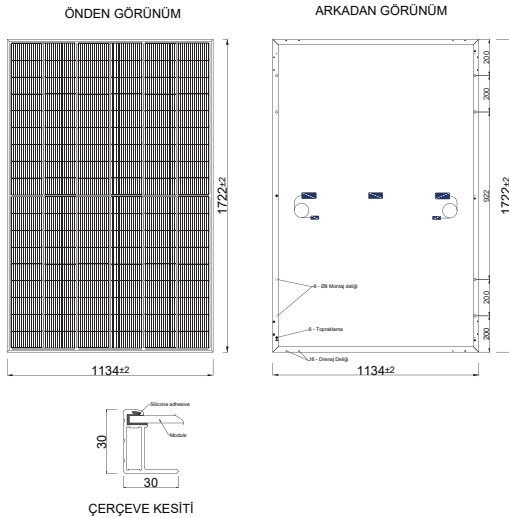 ÖNDEN GÖRÜNÜM
ARKADAN GÖRÜNÜM
200
200
1722±2
922
1722±2
8 - Ø8 Montaj deliği
200
6 - Topraklama
200
16 - Drenaj Deliği
1134±2
1134±2
Silicone adhesive
Module
30
30
ÇERÇEVE KESİTİ